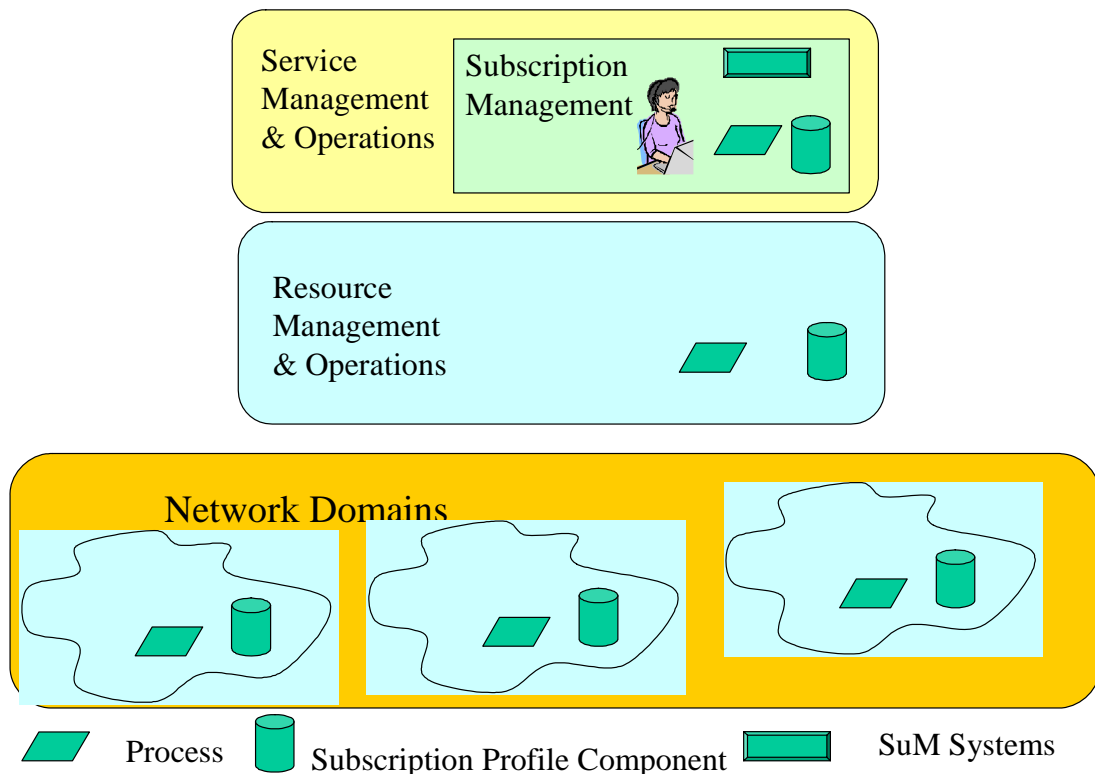 Service
Management
& Operations
Subscription
Management
Resource
Management
& Operations
Network Domains
Process
Subscription Profile Component
SuM Systems